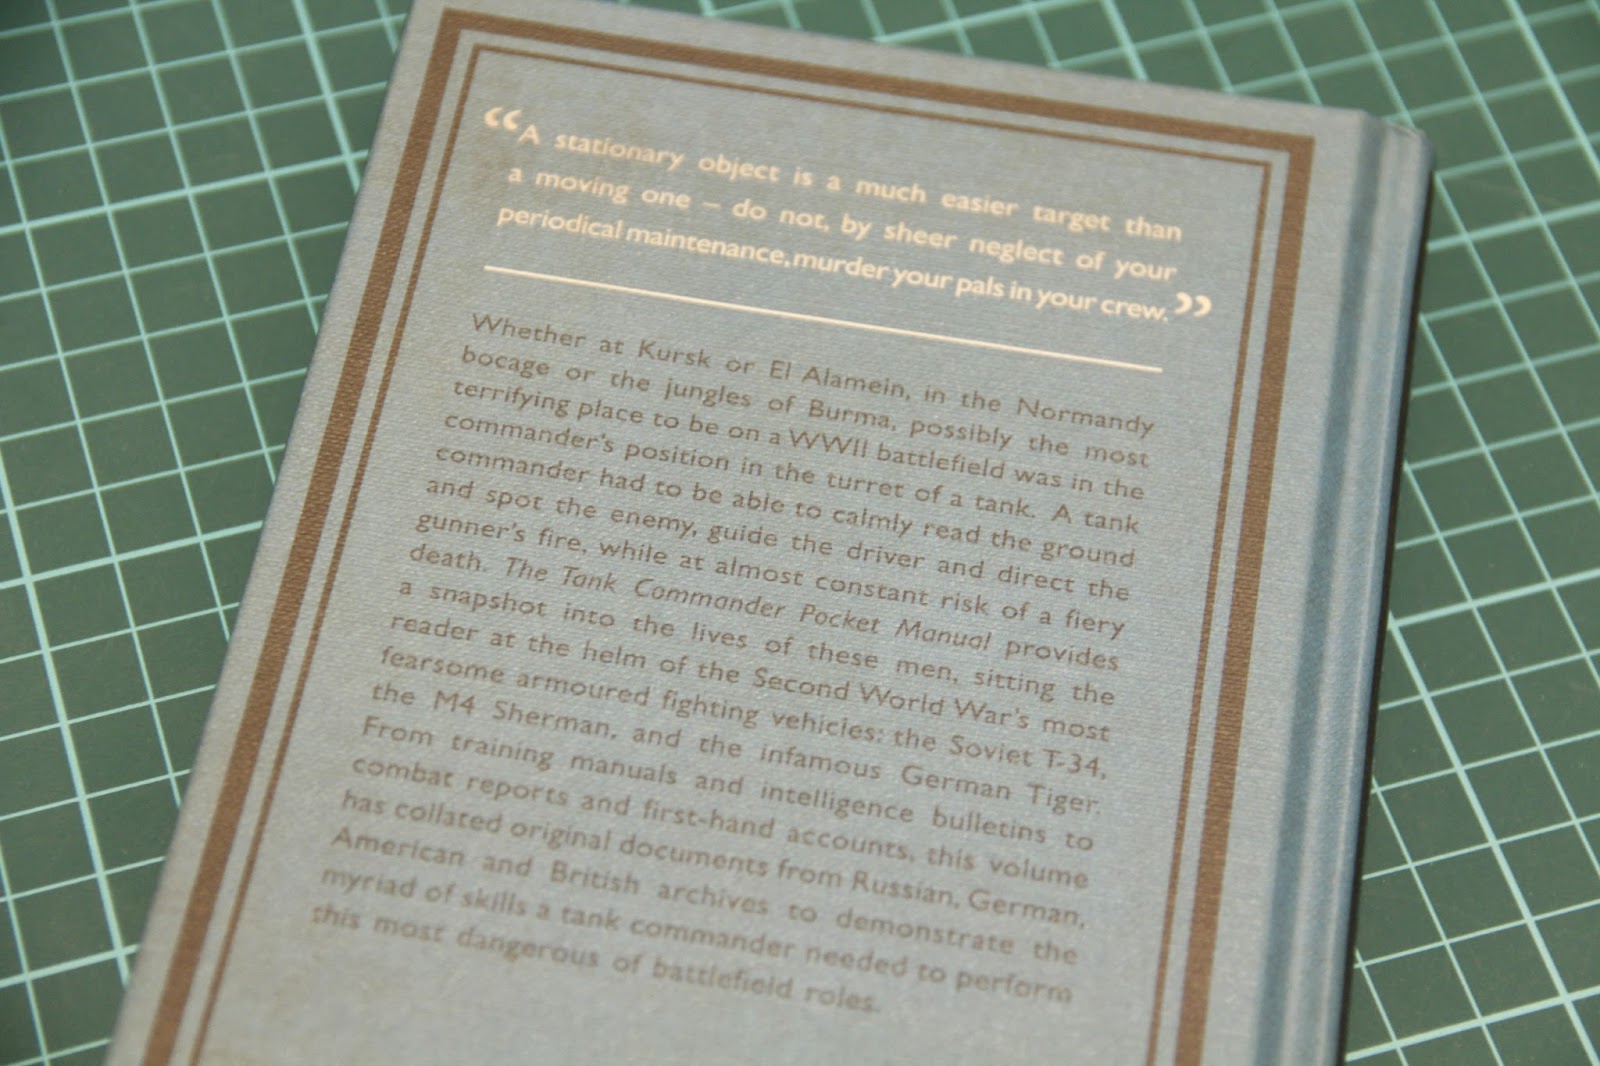 “A stationary object is a much easier target than
a moving one – do not, by sheer neglect of your
periodical maintenance, murder your pals in your crew.”
Whether at Kursk or El Alamein, in the Normandy
bocage or the jungles of Burma, possibly the most
terrifying place to be on a WWII battlefield was in the
commander's position in the turret of a tank. A tank
commander had to be able to calmly read the ground
and spot the enemy, guide the driver and direct the
gunner's fire, while at almost constant risk of a fiery
death. The Tank Commander Pocket Manual provides
a snapshot into the lives of these men, sitting the
reader at the helm of the Second World War's most
fearsome armoured fighting vehicles: the Soviet T-34,
the M4 Sherman, and the infamous German Tiger.
From training manuals and intelligence bulletins to
combat reports and first-hand accounts, this volume
has collated original documents from Russian, German,
American and British archives to demonstrate the
myriad of skills a tank commander needed to perform
this most dangerous of battlefield roles.